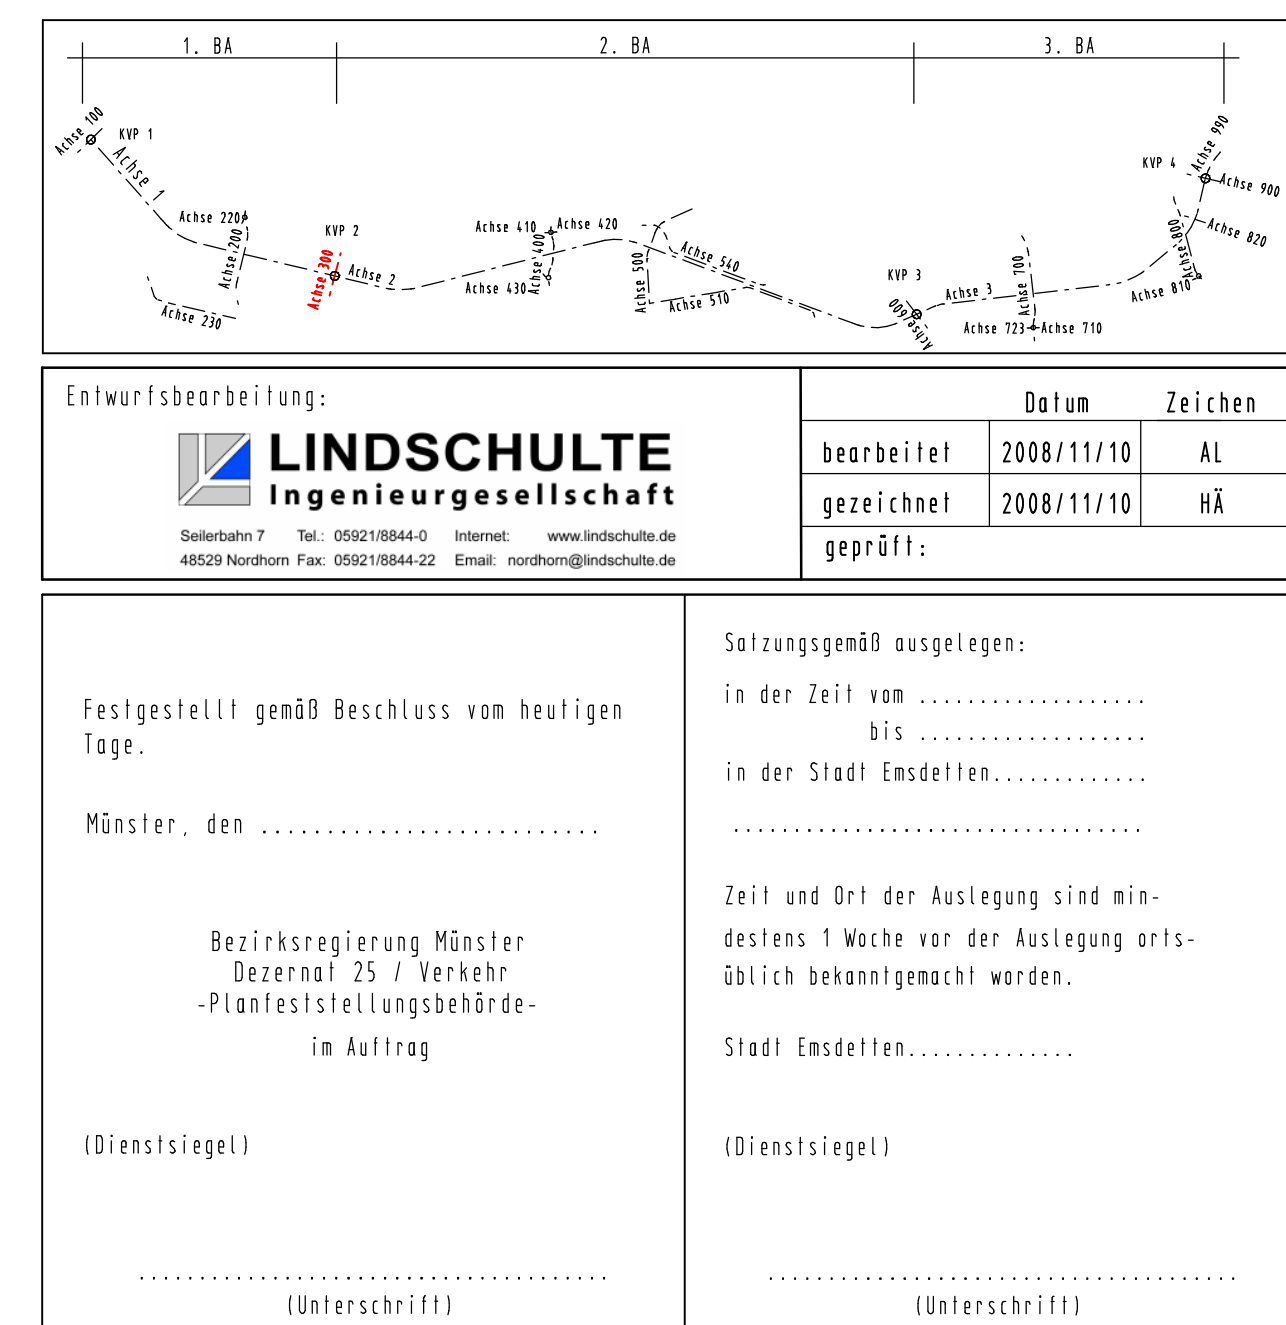 1. BA
2. BA
3. BA
Achse 100
KVP 1
Achse 1
Achse 220
Achse 200
Achse 230
KVP 2
Achse 300
Achse 2
Achse 410
Achse 420
Achse 400
Achse 430
Achse 500
Achse 540
Achse 510
KVP 3
Achse 600
Achse 3
Achse 700
Achse 723
Achse 710
KVP 4
Achse 990
Achse 900
Achse 800
Achse 820
Achse 810
Entwurfsbearbeitung:
LINDSCHULTE
Ingenieurgesellschaft
Seilerbahn 7 Tel.: 05921/8844-0 Internet: www.lindschulte.de
48529 Nordhorn Fax: 05921/8844-22 Email: nordhorn@lindschulte.de
Datum Zeichen
bearbeitet 2008/11/10 AL
gezeichnet 2008/11/10 HÄ
geprüft:
Festgestellt gemäß Beschluss vom heutigen
Tage.
Münster, den ..........................
Bezirksregierung Münster
Dezernat 25 / Verkehr
-Planfeststellungsbehörde-
im Auftrag
(Dienstsiegel)
.......................................
(Unterschrift)
Satzungsgemäß ausgelegen:
in der Zeit vom ...................
bis ...................
in der Stadt Emsdetten.............
..................................
Zeit und Ort der Auslegung sind min-
destens 1 Woche vor der Auslegung orts-
üblich bekanntgemacht worden.
Stadt Emsdetten..............
(Dienstsiegel)
.......................................
(Unterschrift)